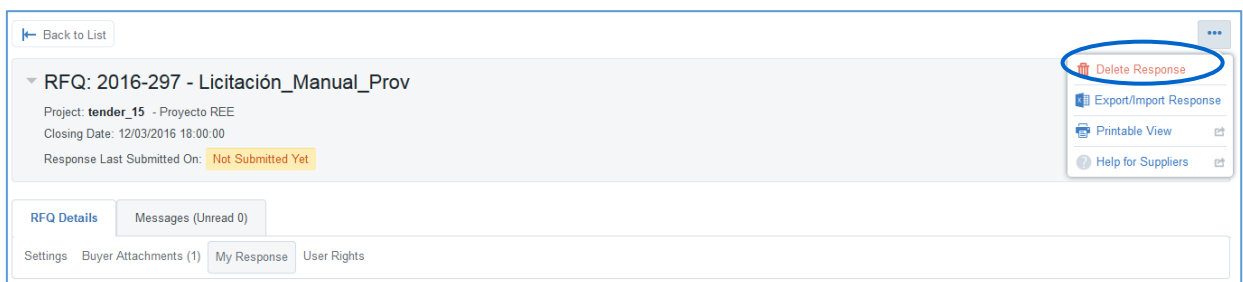 Back to List
...
RFQ: 2016-297 - Licitación_Manual_Prov
Project: tender_15 - Proyecto REE
Closing Date: 12/03/2016 18:00:00
Response Last Submitted On: Not Submitted Yet
Delete Response
Export/Import Response
Printable View
? Help for Suppliers
RFQ Details Messages (Unread 0)
Settings Buyer Attachments (1) My Response User Rights